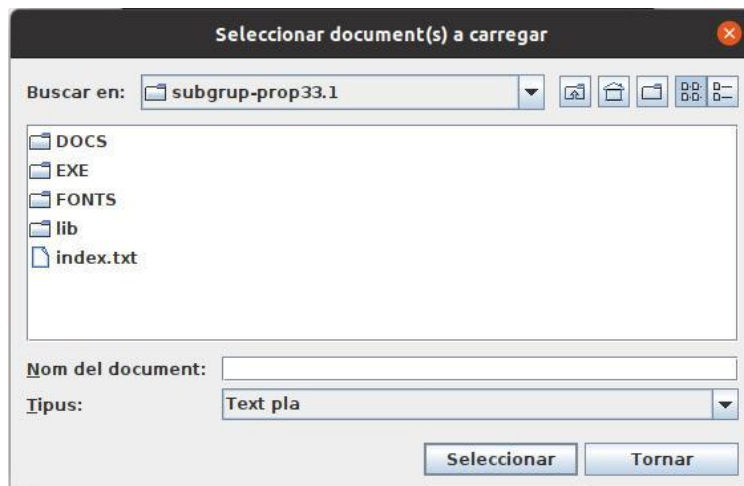 Seleccionar document(s) a carregar
Buscar en: subgrup-prop33.1
DOCS
EXE
FONTS
lib
index.txt
Nom del document:
Tipus: Text pla
Seleccionar Tornar